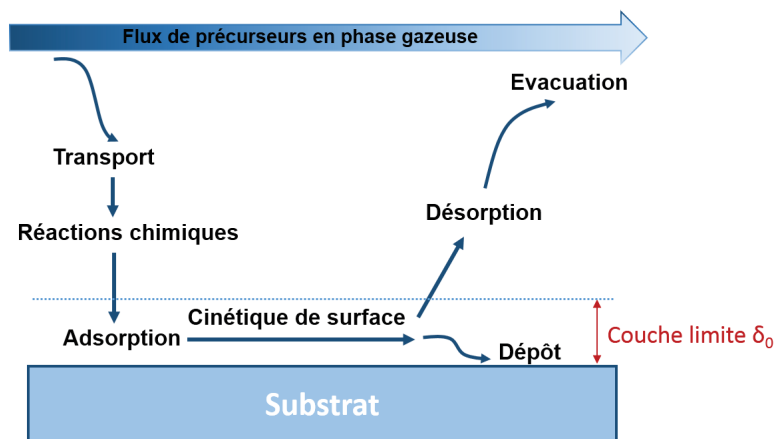 Flux de précurseurs en phase gazeuse
Evacuation
Transport
Désorption
Réactions chimiques
Cinétique de surface
Adsorption
Couche limite δ₀
Dépôt
Substrat